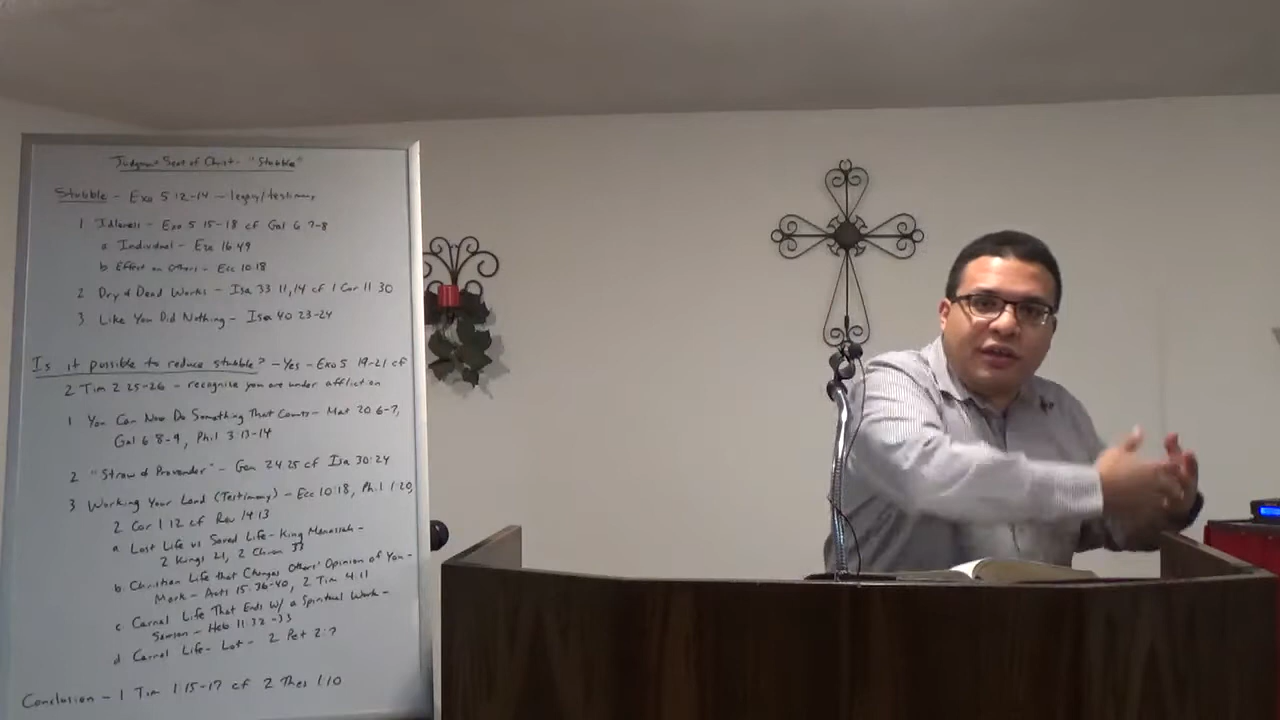 Judgment Seat of Christ - "Stubble"
Stubble - Exo 5 12-14 - legacy/testimony
1 Idleness - Exo 5 15-18 cf Gal 6 7-8
a Individual - Eze 16:49
b Effect on Others - Ecc 10:18
2 Dry & Dead Works - Isa 33 11,14 cf 1 Cor 11 30
3 Like You Did Nothing - Isa 40 23-24
Is it possible to reduce stubble? - Yes - Exo 5 19-21 cf
2 Tim 2 25-26 - recognize you are under affliction
1 You Can Now Do Something That Counts - Mat 20 6-7,
Gal 6 8-9, Phil 3 13-14
2 "Straw & Provender" - Gen 24 25 cf Isa 30:24
3 Working Your Land (Testimony) - Ecc 10:18, Phil 1:20,
2 Cor 1 12 cf Rev 14 13
a Lost Life vs Saved Life - King Manassah -
2 Kings 21, 2 Chron 33
b Christian Life that Changes Others' Opinion of You -
Mark - Acts 15:36-40, 2 Tim 4:11
c Carnal Life That Ends W/ a Spiritual Work -
Samson - Heb 11:32-33
d Carnal Life - Lot - 2 Pet 2:7
Conclusion - 1 Tim 1:15-17 cf 2 Thes 1:10